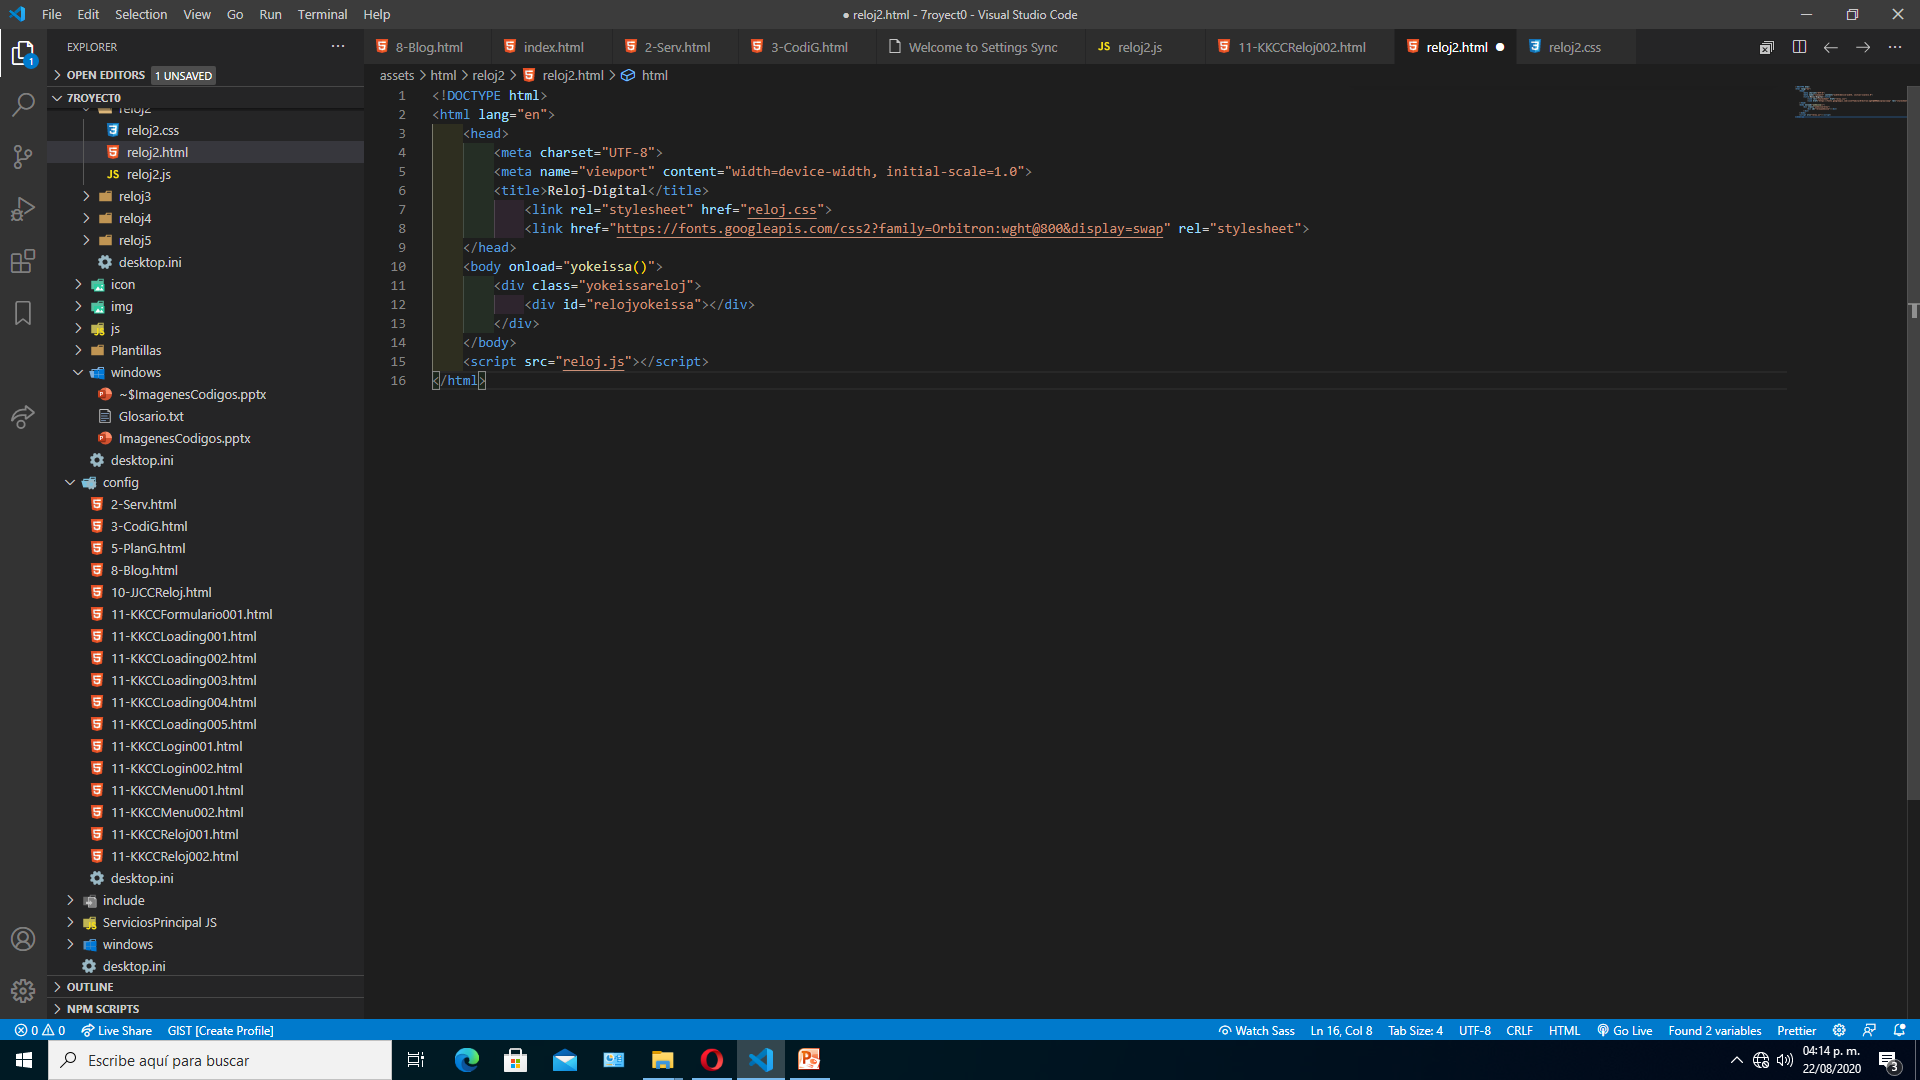 File Edit Selection View Go Run Terminal Help
● reloj2.html - 7royect0 - Visual Studio Code
EXPLORER
8-Blog.html
index.html
2-Serv.html
3-CodiG.html
Welcome to Settings Sync
JS reloj2.js
11-KKCCReloj002.html
reloj2.html
reloj2.css
1
OPEN EDITORS 1 UNSAVED
7ROYECT0
reloj2
reloj2.css
reloj2.html
JS reloj2.js
reloj3
reloj4
reloj5
desktop.ini
icon
img
js
Plantillas
windows
~$ImagenesCodigos.pptx
Glosario.txt
ImagenesCodigos.pptx
desktop.ini
config
2-Serv.html
3-CodiG.html
5-PlanG.html
8-Blog.html
10-JJCCReloj.html
11-KKCCFormulario001.html
11-KKCCLoading001.html
11-KKCCLoading002.html
11-KKCCLoading003.html
11-KKCCLoading004.html
11-KKCCLoading005.html
11-KKCCLogin001.html
11-KKCCLogin002.html
11-KKCCMenu001.html
11-KKCCMenu002.html
11-KKCCReloj001.html
11-KKCCReloj002.html
desktop.ini
include
ServiciosPrincipal JS
windows
desktop.ini
OUTLINE
NPM SCRIPTS
assets > html > reloj2 > reloj2.html > html
1 <!DOCTYPE html>
2 <html lang="en">
3 <head>
4 <meta charset="UTF-8">
5 <meta name="viewport" content="width=device-width, initial-scale=1.0">
6 <title>Reloj-Digital</title>
7 <link rel="stylesheet" href="reloj.css">
8 <link href="https://fonts.googleapis.com/css2?family=Orbitron:wght@800&display=swap" rel="stylesheet">
9 </head>
10 <body onload="yokeissa()">
11 <div class="yokeissareloj">
12 <div id="relojyokeissa"></div>
13 </div>
14 </body>
15 <script src="reloj.js"></script>
16 </html>
0 0 Live Share GIST [Create Profile]
Watch Sass Ln 16, Col 8 Tab Size: 4 UTF-8 CRLF HTML Go Live Found 2 variables Prettier
Escribe aquí para buscar
04:14 p. m.
22/08/2020
3